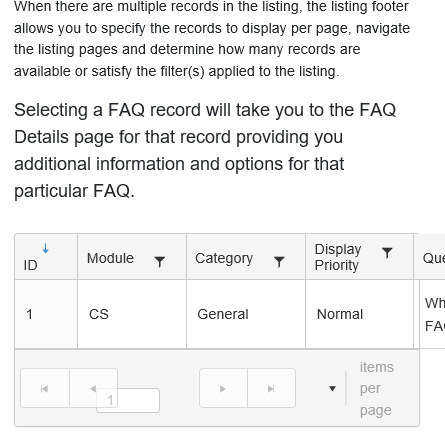 When there are multiple records in the listing, the listing footer
allows you to specify the records to display per page, navigate
the listing pages and determine how many records are
available or satisfy the filter(s) applied to the listing.
Selecting a FAQ record will take you to the FAQ
Details page for that record providing you
additional information and options for that
particular FAQ.
ID Module Category Display Priority Que
1 CS General Normal Wh
FA
1
items
per
page